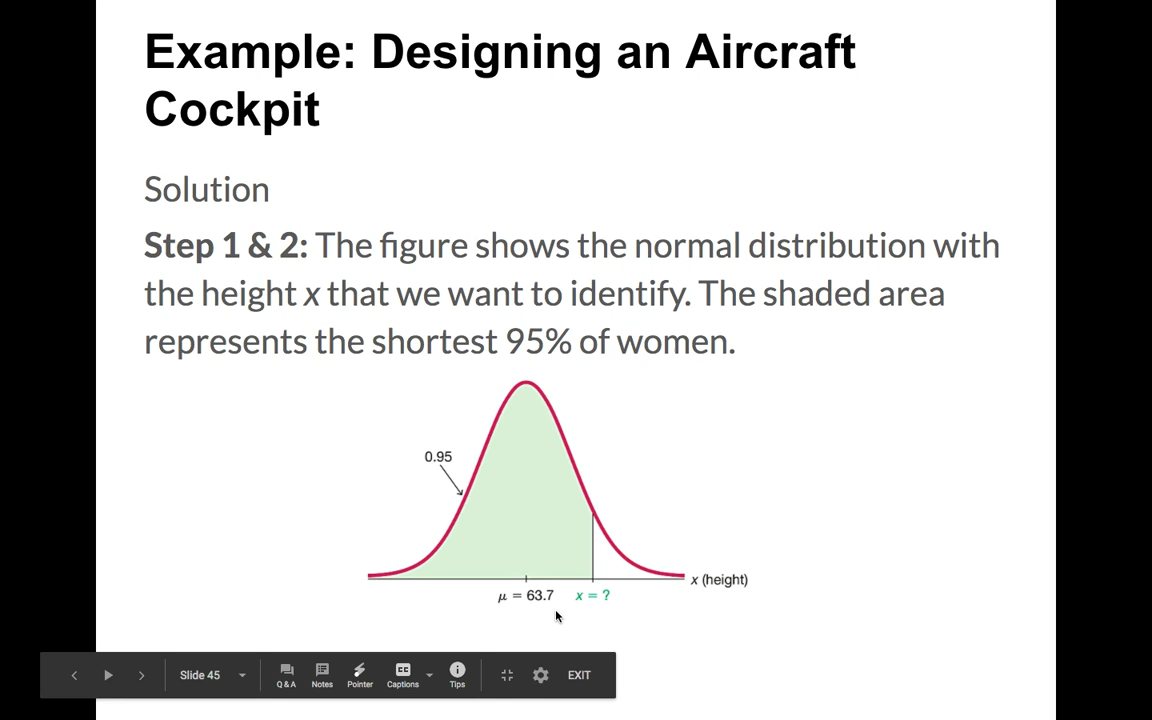 Example: Designing an Aircraft
Cockpit
Solution
Step 1 & 2: The figure shows the normal distribution with
the height x that we want to identify. The shaded area
represents the shortest 95% of women.
0.95
x (height)
μ = 63.7 x = ?
Slide 45
Q & A Notes Pointer Captions Tips
CC
EXIT